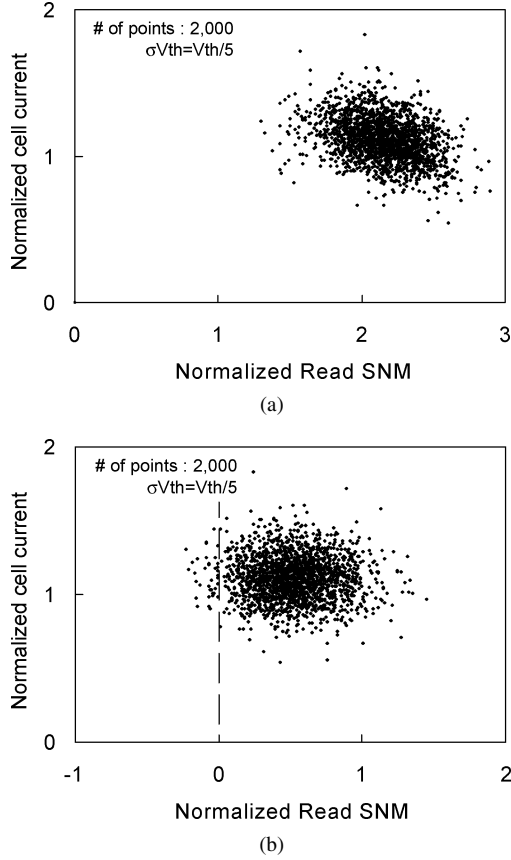 2
# of points : 2,000
σVth=Vth/5
Normalized cell current
1
0
0
1
2
3
Normalized Read SNM
(a)
2
# of points : 2,000
σVth=Vth/5
Normalized cell current
1
0
-1
0
1
2
Normalized Read SNM
(b)